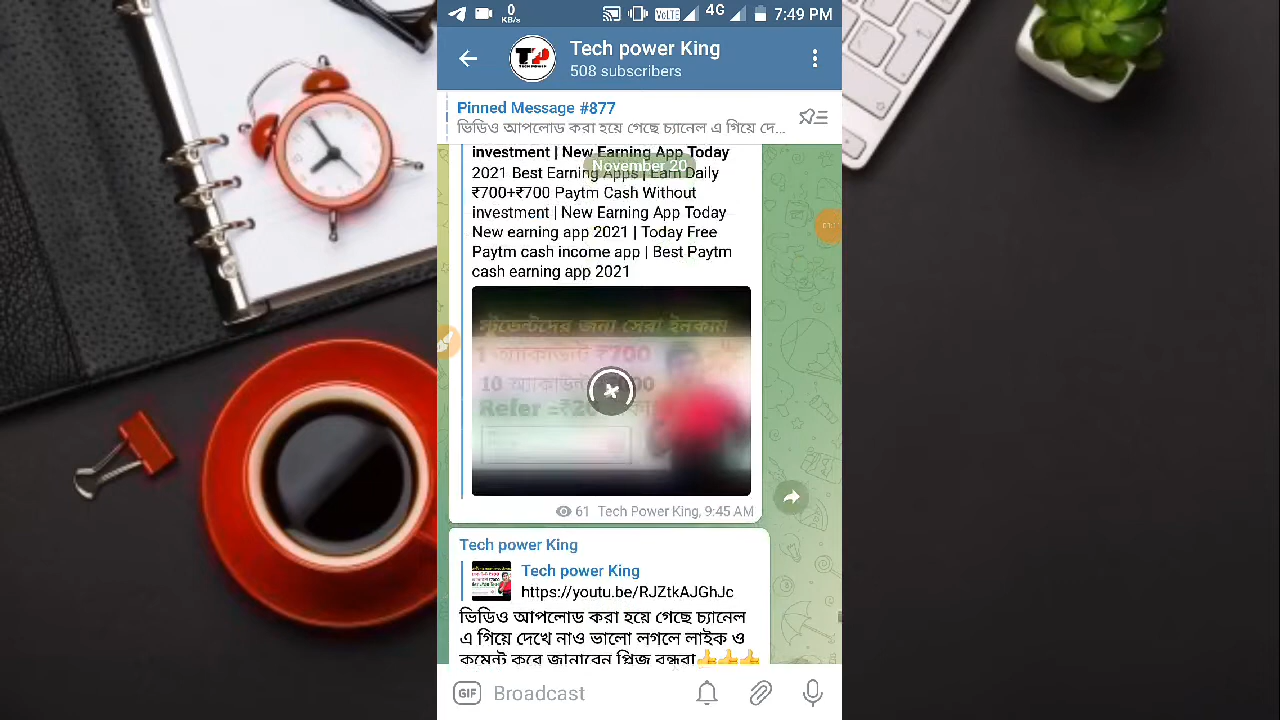 0 KB/s VoLTE 4G 7:49 PM
Tech power King
508 subscribers
Pinned Message #877
ভিডিও আপলোড করা হয়ে গেছে চ্যানেল এ গিয়ে দে...
investment | New Earning App Today
November 20
2021 Best Earning Apps | Earn Daily
₹700+₹700 Paytm Cash Without
investment | New Earning App Today
New earning app 2021 | Today Free
Paytm cash income app | Best Paytm
cash earning app 2021
স্টুডেন্টদের জন্য সেরা ইনকাম
1 অ্যাকাউন্ট ₹700
10 অ্যাকাউন্ট
Refer =₹20
61 Tech Power King, 9:45 AM
Tech power King
Tech power King
https://youtu.be/RJZtkAJGhJc
ভিডিও আপলোড করা হয়ে গেছে চ্যানেল
এ গিয়ে দেখে নাও ভালো লগলে লাইক ও
কমেন্ট করে জানাবেন প্লিজ বন্ধুরা👍👍👍
GIF Broadcast